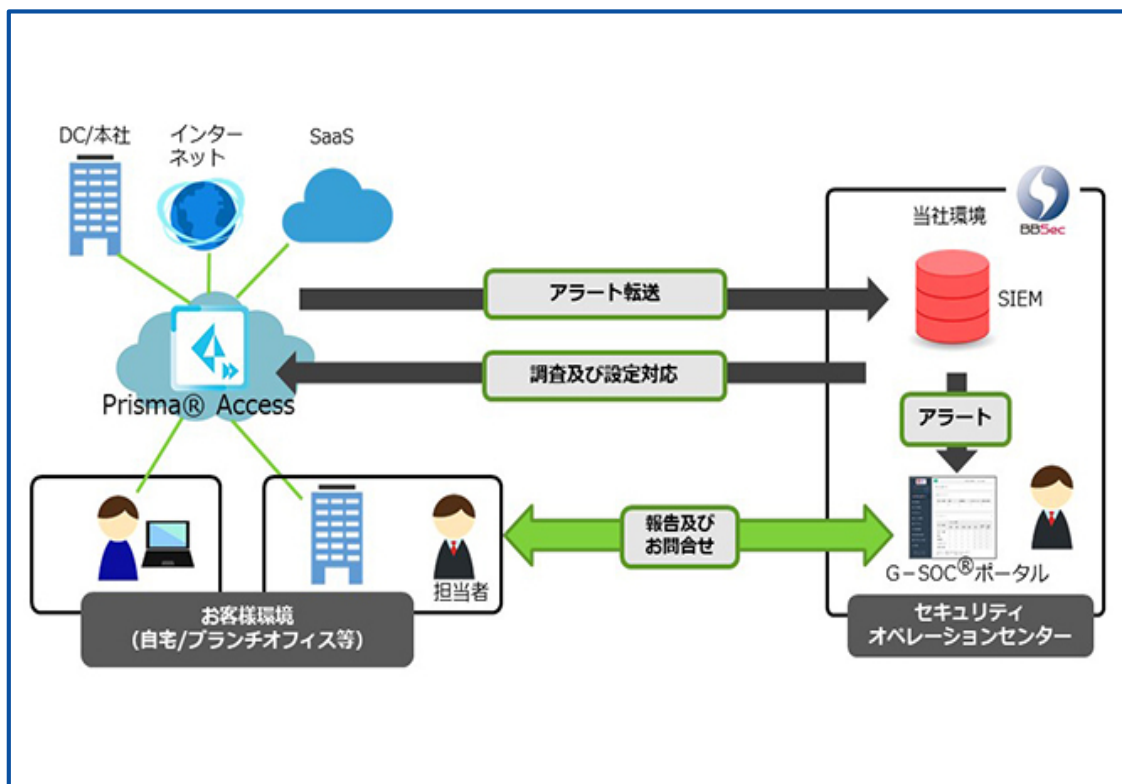 DC/本社
インター
ネット
SaaS
当社環境
BBSec
アラート転送
SIEM
調査及び設定対応
Prisma® Access
アラート
報告及び
お問合せ
担当者
G-SOC®ポータル
お客様環境
(自宅/ブランチオフィス等)
セキュリティ
オペレーションセンター